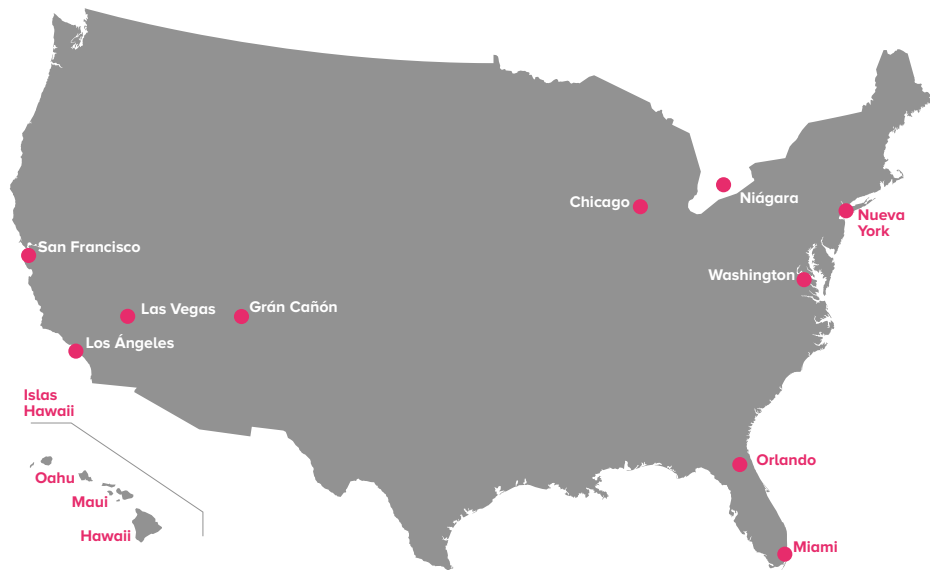 Chicago
Niágara
Nueva
York
San Francisco
Washington
Las Vegas
Grán Cañón
Los Ángeles
Islas
Hawaii
Orlando
Oahu
Maui
Hawaii
Miami